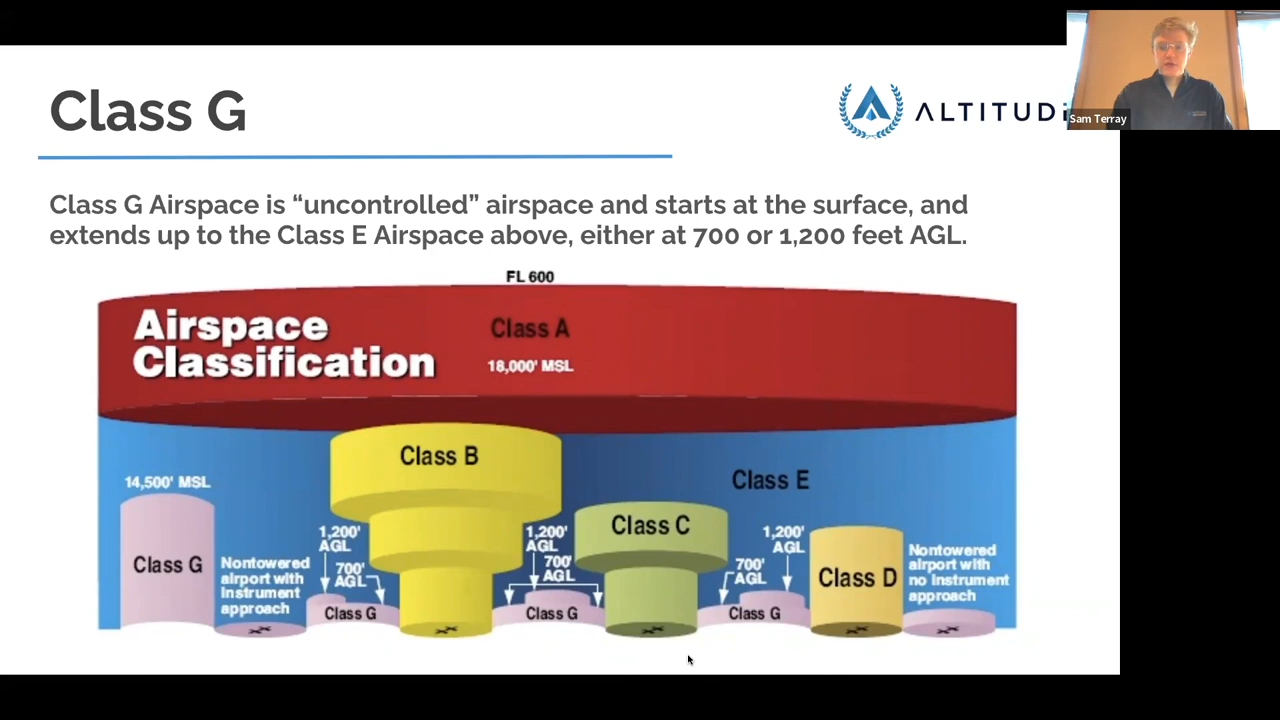 Class G
ALTITUD
Sam Terray
Class G Airspace is “uncontrolled” airspace and starts at the surface, and
extends up to the Class E Airspace above, either at 700 or 1,200 feet AGL.
FL 600
Airspace
Classification
Class A
18,000' MSL
Class B
14,500' MSL
Class E
Class G
Nontowered
airport with
Instrument
approach
1,200'
AGL
700'
AGL
Class G
1,200'
AGL
700'
AGL
Class G
Class C
1,200'
AGL
700'
AGL
Class G
Class D
Nontowered
airport with
no Instrument
approach